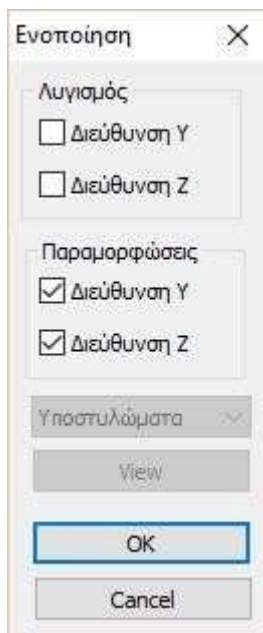 Ενοποίηση
Λυγισμός
Διεύθυνση Y
Διεύθυνση Z
Παραμορφώσεις
Διεύθυνση Y
Διεύθυνση Z
Υποστυλώματα
View
OK
Cancel